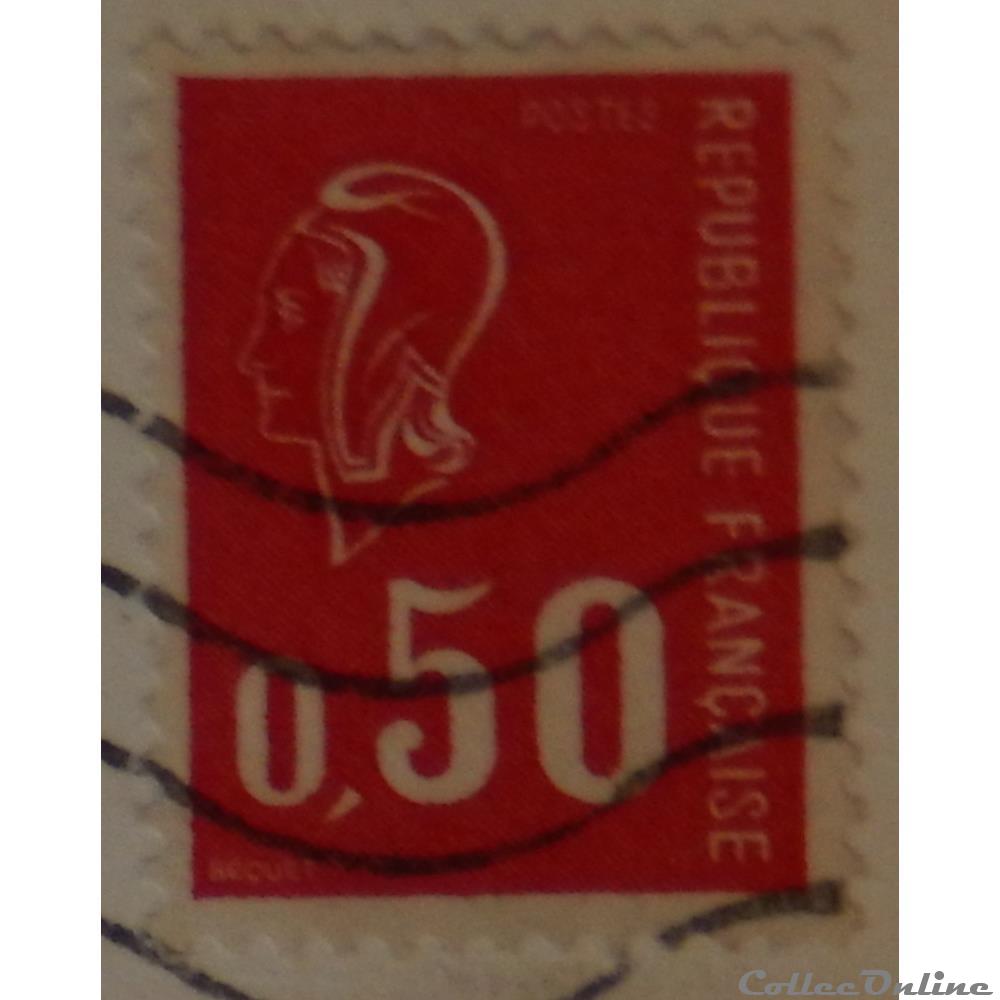 POSTES
REPUBLIQUE FRANÇAISE
0,50
BEQUET
CollecOnline